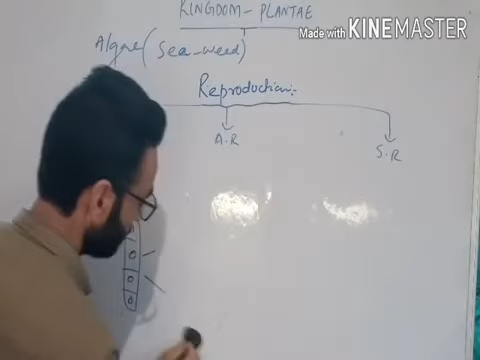 KINGDOM - PLANTAE
Made with KINEMASTER
Algae (Sea-weed)
Reproduction:-
A.R
S.R